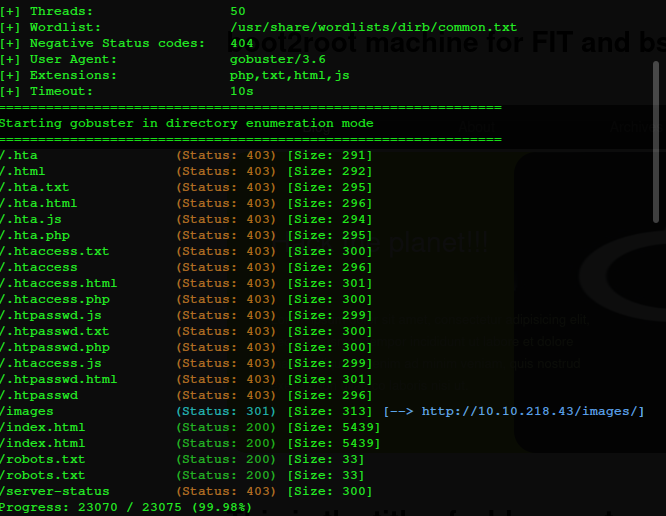 [+] Threads: 50
[+] Wordlist: /usr/share/wordlists/dirb/common.txt
boot2root machine for FIT and bs
[+] Negative Status codes: 404
[+] User Agent: gobuster/3.6
[+] Extensions: php,txt,html,js
[+] Timeout: 10s
===============================================================
Starting gobuster in directory enumeration mode
===============================================================
/.hta (Status: 403) [Size: 291]
/.html (Status: 403) [Size: 292]
/.hta.txt (Status: 403) [Size: 295]
/.hta.html (Status: 403) [Size: 296]
/.hta.js (Status: 403) [Size: 294]
/.hta.php (Status: 403) [Size: 295]
planet!!!
/.htaccess.txt (Status: 403) [Size: 300]
/.htaccess (Status: 403) [Size: 296]
/.htaccess.html (Status: 403) [Size: 301]
/.htaccess.php (Status: 403) [Size: 300]
/.htpasswd.js (Status: 403) [Size: 299]
/.htpasswd.txt (Status: 403) [Size: 300]
/.htpasswd.php (Status: 403) [Size: 300]
/.htaccess.js (Status: 403) [Size: 299]
/.htpasswd.html (Status: 403) [Size: 301]
/.htpasswd (Status: 403) [Size: 296]
/images (Status: 301) [Size: 313] [--> http://10.10.218.43/images/]
/index.html (Status: 200) [Size: 5439]
/index.html (Status: 200) [Size: 5439]
/robots.txt (Status: 200) [Size: 33]
/robots.txt (Status: 200) [Size: 33]
/server-status (Status: 403) [Size: 300]
Progress: 23070 / 23075 (99.98%)